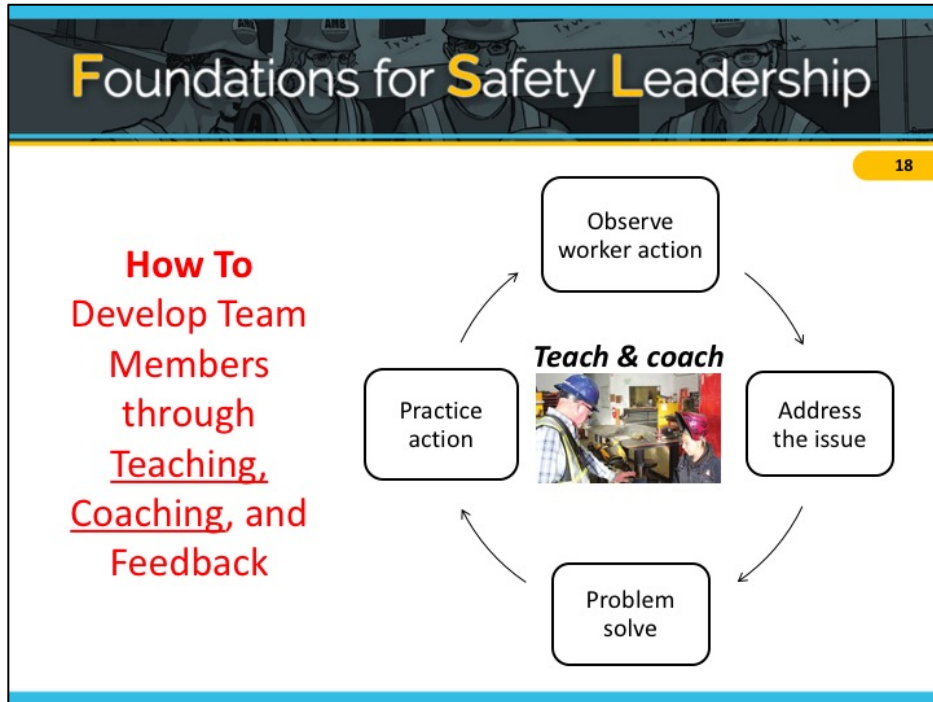 Foundations for Safety Leadership
18
How To
Develop Team
Members
through
Teaching,
Coaching, and
Feedback
Observe
worker action
Teach & coach
Practice
action
Address
the issue
Problem
solve